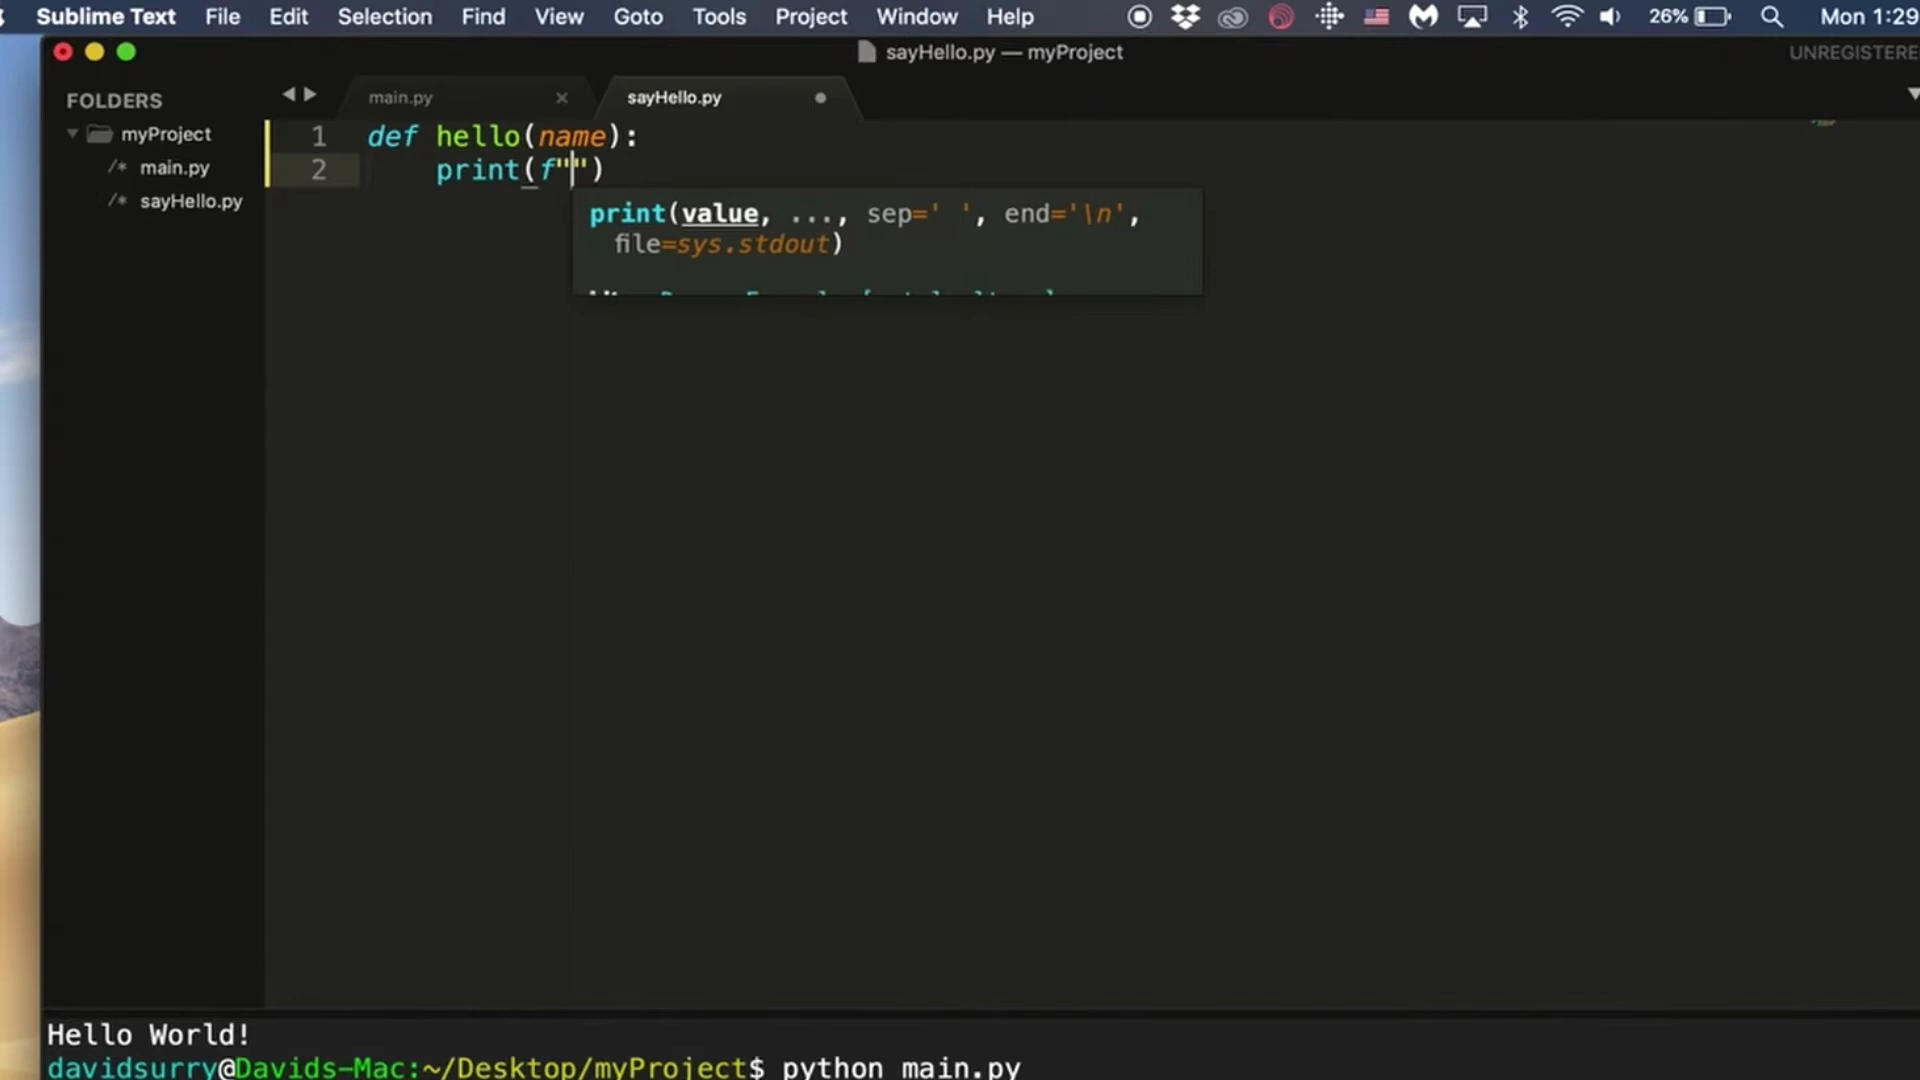 Sublime Text File Edit Selection Find View Goto Tools Project Window Help 26% Mon 1:29
sayHello.py — myProject UNREGISTERE
FOLDERS
myProject
/* main.py
/* sayHello.py
main.py × sayHello.py
1 def hello(name):
2 print(f"")
print(value, ..., sep=' ', end='\n',
file=sys.stdout)
Hello World!
davidsurry@Davids-Mac:~/Desktop/myProject$ python main.py